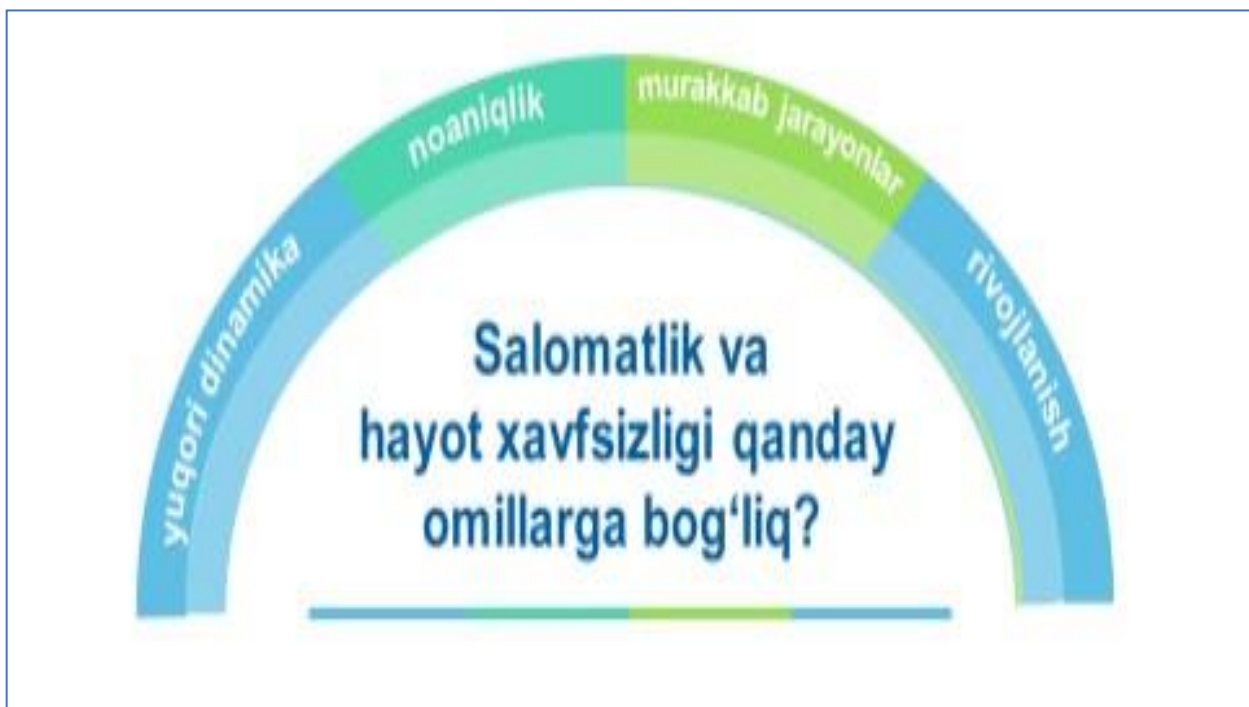 yuqori dinamika
noaniqlik
murakkab jarayonlar
rivojlanish
Salomatlik va
hayot xavfsizligi qanday
omillarga bog‘liq?